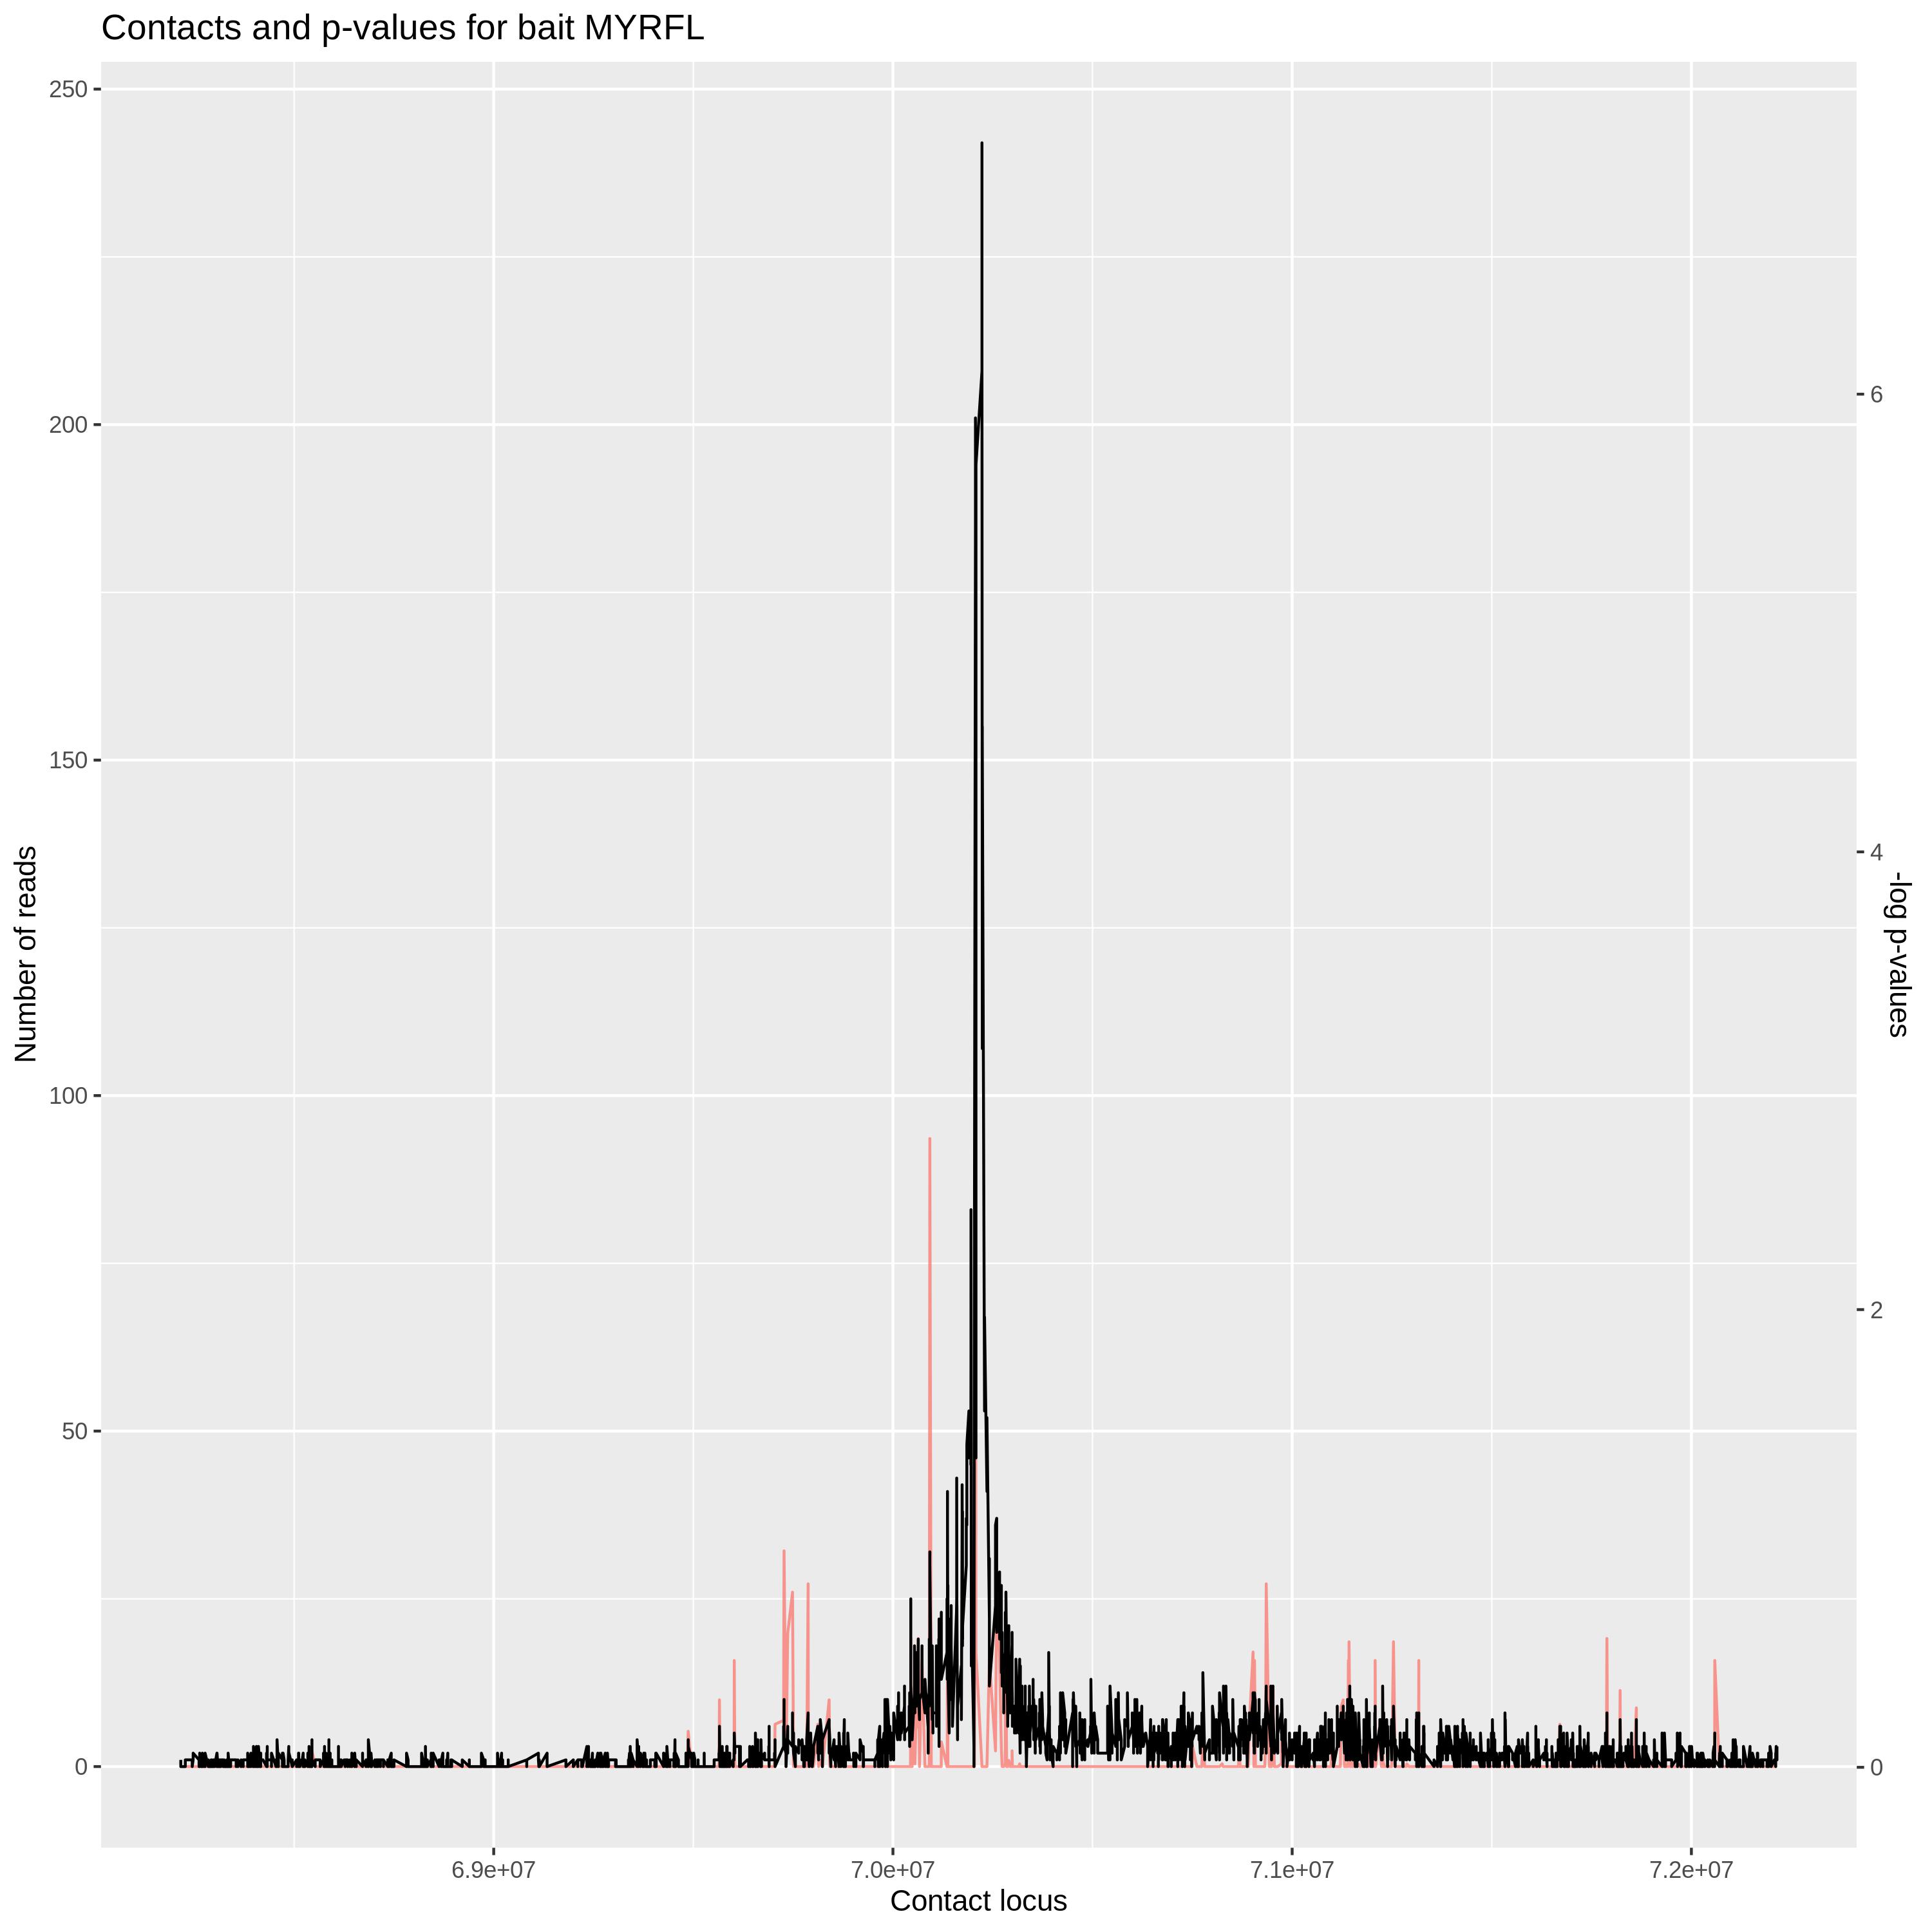 Contacts and p-values for bait MYRFL
250
200
150
100
50
0
Number of reads
6
4
2
0
-log p-values
6.9e+07
7.0e+07
7.1e+07
7.2e+07
Contact locus